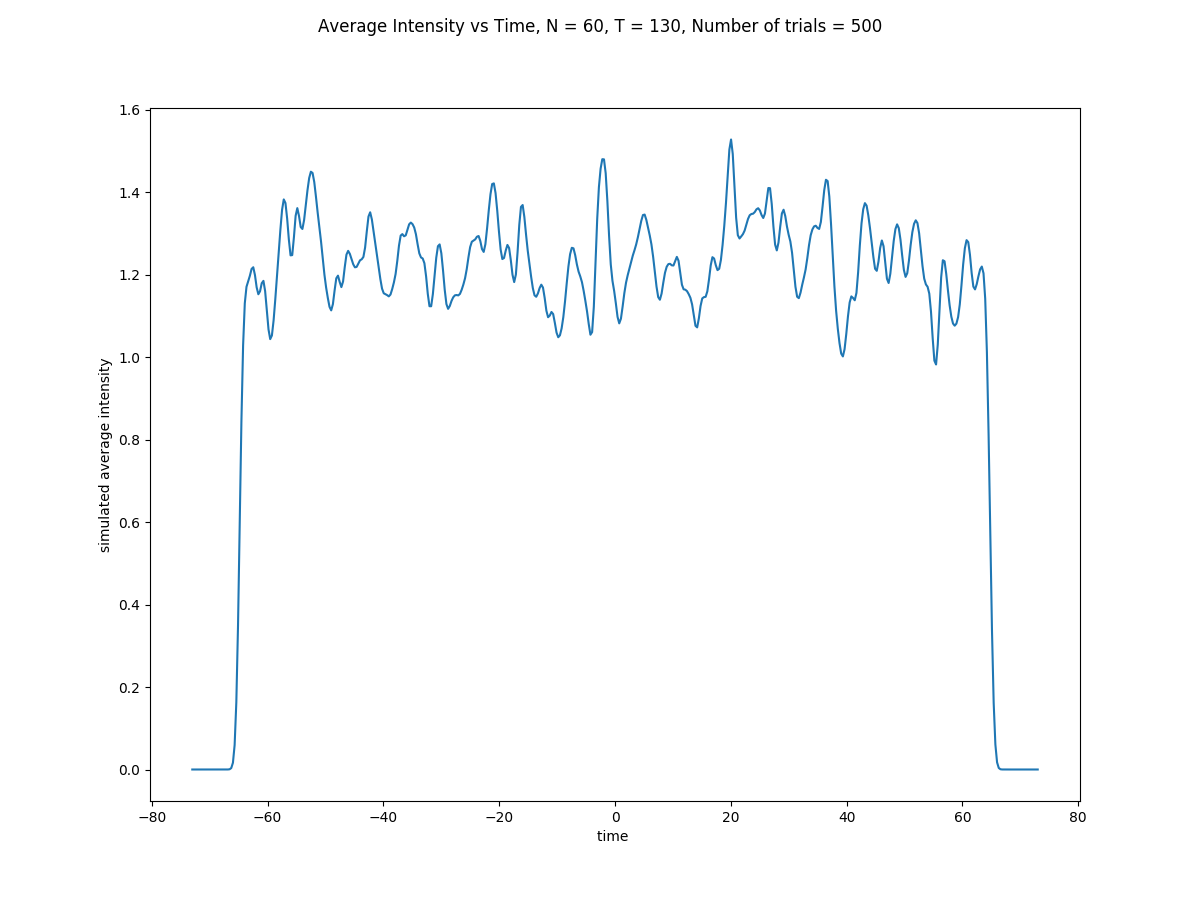 Average Intensity vs Time, N = 60, T = 130, Number of trials = 500
1.6
1.4
1.2
1.0
0.8
0.6
0.4
0.2
0.0
simulated average intensity
−80 −60 −40 −20 0 20 40 60 80
time